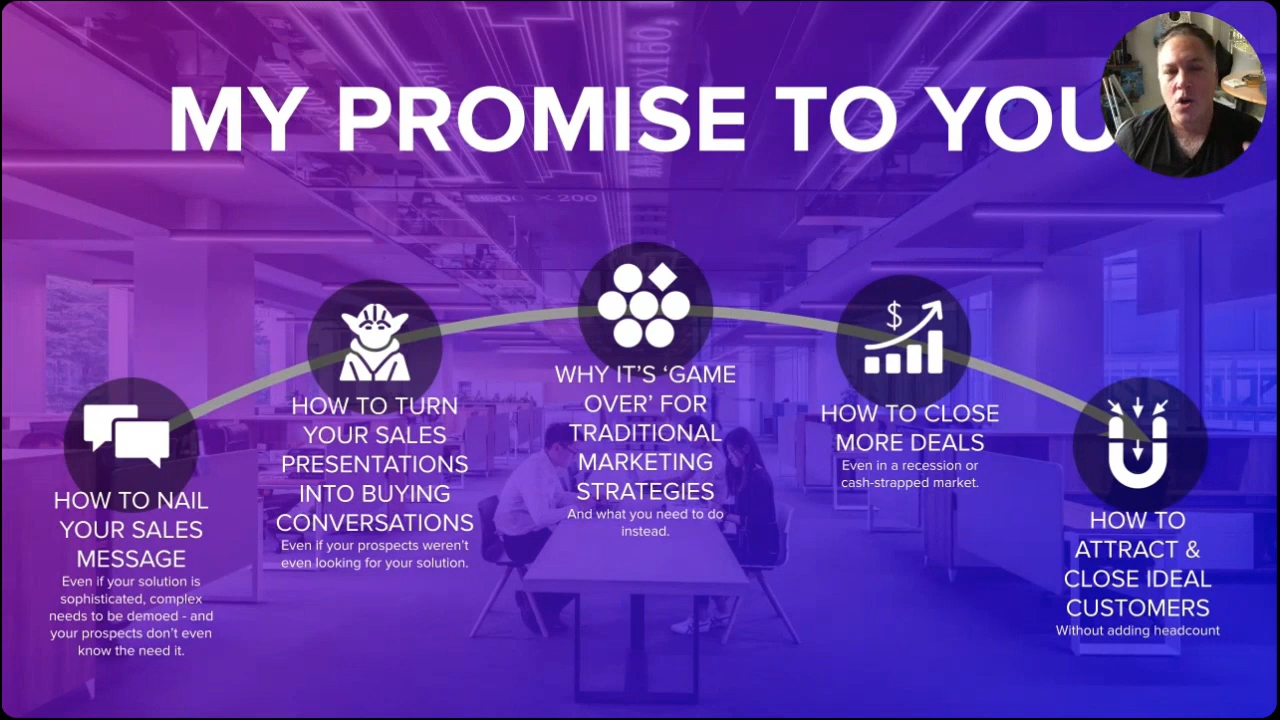 MY PROMISE TO YOU
HOW TO NAIL
YOUR SALES
MESSAGE
Even if your solution is
sophisticated, complex
needs to be demoed - and
your prospects don't even
know the need it.
HOW TO TURN
YOUR SALES
PRESENTATIONS
INTO BUYING
CONVERSATIONS
Even if your prospects weren't
even looking for your solution.
WHY IT'S ‘GAME
OVER’ FOR
TRADITIONAL
MARKETING
STRATEGIES
And what you need to do
instead.
$
HOW TO CLOSE
MORE DEALS
Even in a recession or
cash-strapped market.
HOW TO
ATTRACT &
CLOSE IDEAL
CUSTOMERS
Without adding headcount